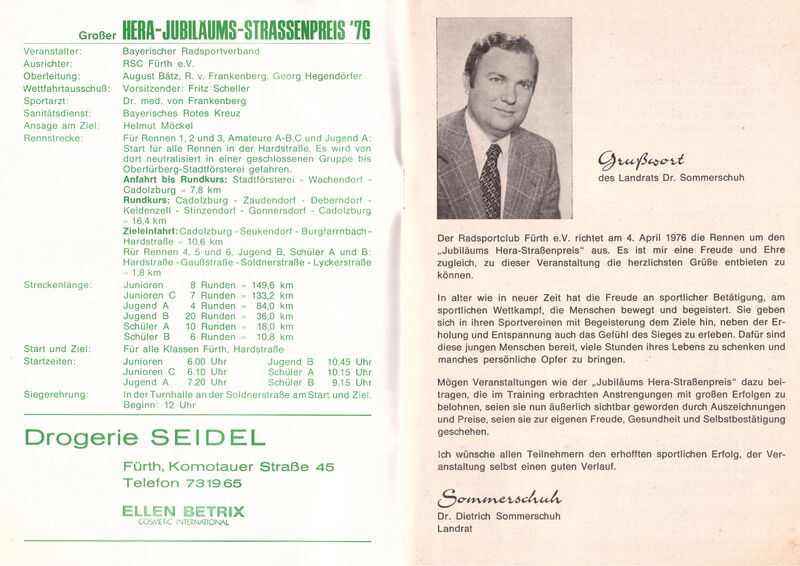 Großer HERA-JUBILÄUMS-STRASSENPREIS '76
Veranstalter: Bayerischer Radsportverband
Ausrichter: RSC Fürth e.V.
Oberleitung: August Bätz, R. v. Frankenberg, Georg Hegendörfer
Wettfahrtausschuß: Vorsitzender: Fritz Scheller
Sportarzt: Dr. med. von Frankenberg
Sanitätsdienst: Bayerisches Rotes Kreuz
Ansage am Ziel: Helmut Möckel
Rennstrecke: Für Rennen 1, 2 und 3, Amateure A-B,C und Jugend A:
Start für alle Rennen in der Hardstraße. Es wird von
dort neutralisiert in einer geschlossenen Gruppe bis
Oberfürberg-Stadtförsterei gefahren.
Anfahrt bis Rundkurs: Stadtförsterei - Wachendorf -
Cadolzburg = 7,8 km
Rundkurs: Cadolzburg - Zaudendorf - Deberndorf -
Keidenzell - Stinzendorf - Gonnersdorf - Cadolzburg
= 16,4 km
Zieleinfahrt: Cadolzburg - Seukendorf - Burgfarrnbach -
Hardstraße = 10,6 km
Rür Rennen 4, 5 und 6, Jugend B, Schüler A und B:
Hardstraße - Gaußstraße - Soldnerstraße - Lyckerstraße
= 1,8 km
Streckenlänge: Junioren 8 Runden = 149,6 km
Junioren C 7 Runden = 133,2 km
Jugend A 4 Runden = 84,0 km
Jugend B 20 Runden = 36,0 km
Schüler A 10 Runden = 18,0 km
Schüler B 6 Runden = 10,8 km
Start und Ziel: Für alle Klassen Fürth, Hardstraße
Startzeiten: Junioren 6.00 Uhr Jugend B 10.45 Uhr
Junioren C 6.10 Uhr Schüler A 10.15 Uhr
Jugend A 7.20 Uhr Schüler B 9.15 Uhr
Siegerehrung: In der Turnhalle an der Soldnerstraße am Start und Ziel.
Beginn: 12 Uhr
Drogerie SEIDEL
Fürth, Komotauer Straße 45
Telefon 731965
ELLEN BETRIX
COSMETIC INTERNATIONAL
Grußwort
des Landrats Dr. Sommerschuh
Der Radsportclub Fürth e.V. richtet am 4. April 1976 die Rennen um den
„Jubiläums Hera-Straßenpreis“ aus. Es ist mir eine Freude und Ehre
zugleich, zu dieser Veranstaltung die herzlichsten Grüße entbieten zu
können.
In alter wie in neuer Zeit hat die Freude an sportlicher Betätigung, am
sportlichen Wettkampf, die Menschen bewegt und begeistert. Sie geben
sich in ihren Sportvereinen mit Begeisterung dem Ziele hin, neben der Er-
holung und Entspannung auch das Gefühl des Sieges zu erleben. Dafür sind
diese jungen Menschen bereit, viele Stunden ihres Lebens zu schenken und
manches persönliche Opfer zu bringen.
Mögen Veranstaltungen wie der „Jubiläums Hera-Straßenpreis“ dazu bei-
tragen, die im Training erbrachten Anstrengungen mit großen Erfolgen zu
belohnen, seien sie nun äußerlich sichtbar geworden durch Auszeichnungen
und Preise, seien sie zur eigenen Freude, Gesundheit und Selbstbestätigung
geschehen.
Ich wünsche allen Teilnehmern den erhofften sportlichen Erfolg, der Ver-
anstaltung selbst einen guten Verlauf.
Sommerschuh
Dr. Dietrich Sommerschuh
Landrat